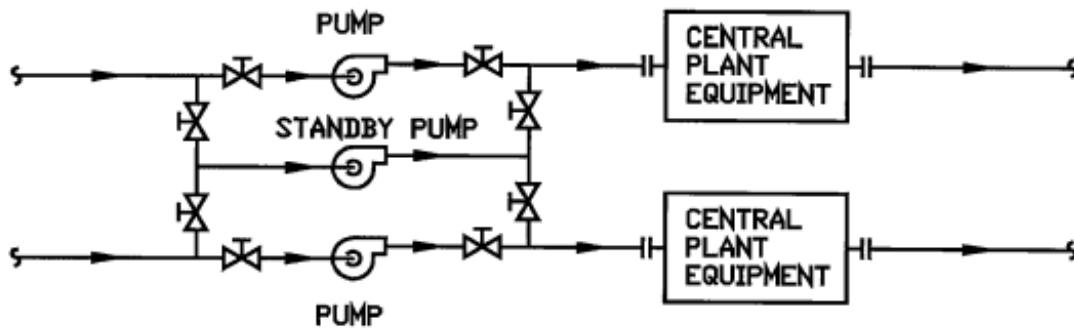 PUMP
CENTRAL
PLANT
EQUIPMENT
STANDBY PUMP
CENTRAL
PLANT
EQUIPMENT
PUMP